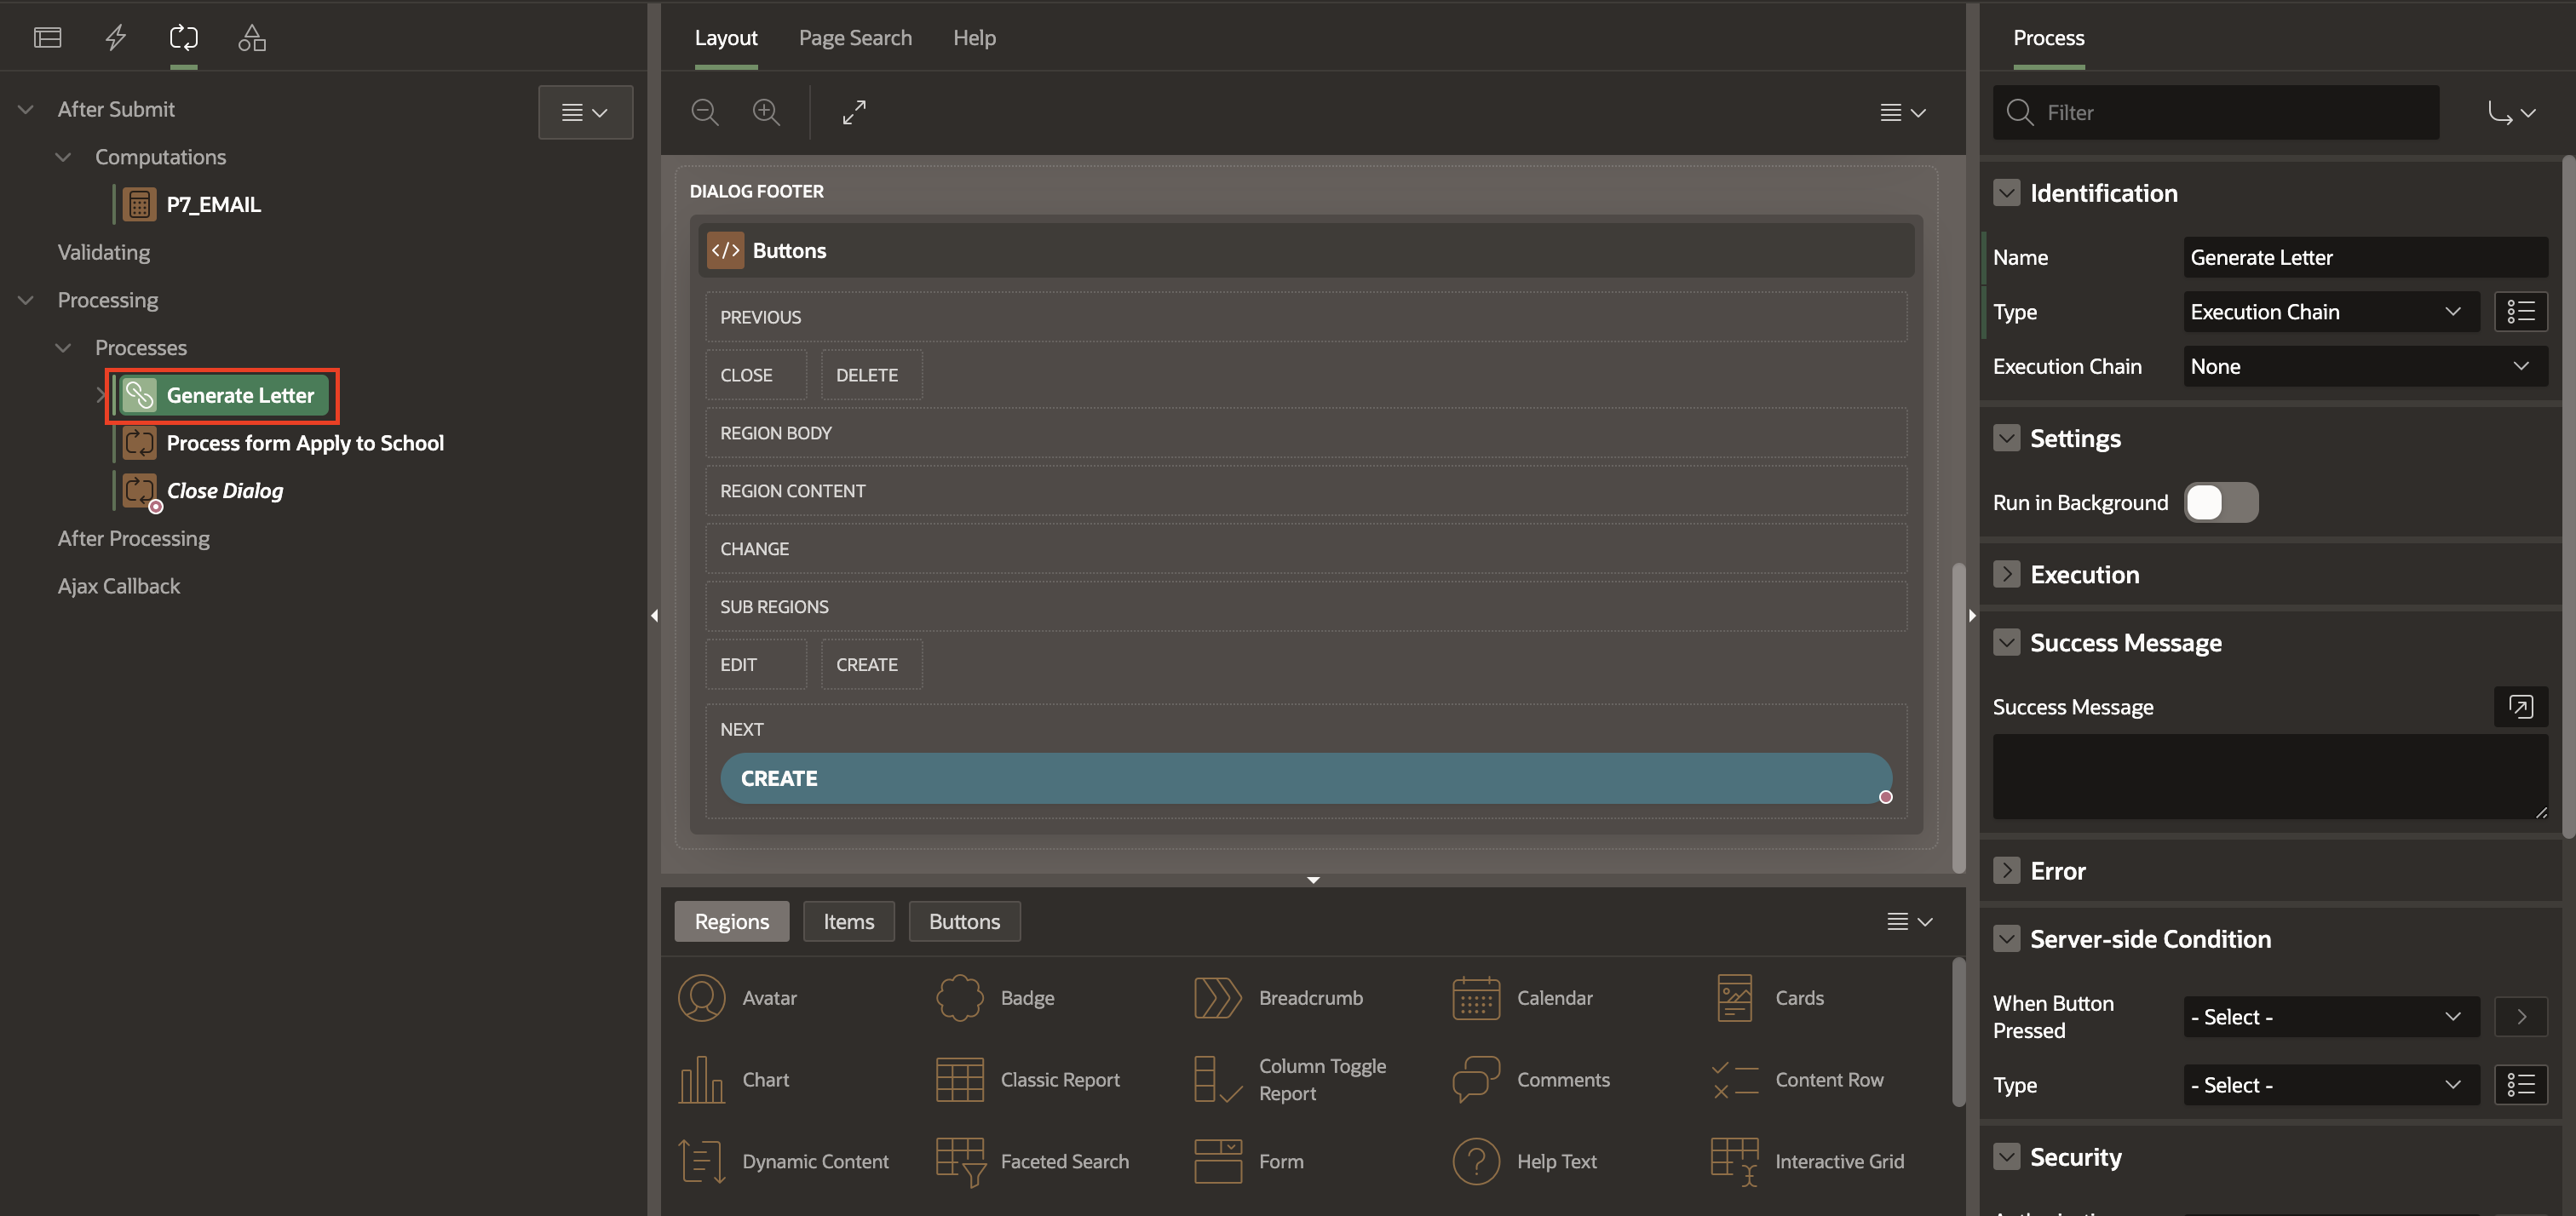 After Submit
Computations
P7_EMAIL
Validating
Processing
Processes
Generate Letter
Process form Apply to School
Close Dialog
After Processing
Ajax Callback
Layout
Page Search
Help
DIALOG FOOTER
Buttons
PREVIOUS
CLOSE
DELETE
REGION BODY
REGION CONTENT
CHANGE
SUB REGIONS
EDIT
CREATE
NEXT
CREATE
Regions
Items
Buttons
Avatar
Badge
Breadcrumb
Calendar
Cards
Chart
Classic Report
Column Toggle
Report
Comments
Content Row
Dynamic Content
Faceted Search
Form
Help Text
Interactive Grid
Process
Filter
Identification
Name
Generate Letter
Type
Execution Chain
Execution Chain
None
Settings
Run in Background
Execution
Success Message
Success Message
Error
Server-side Condition
When Button
Pressed
- Select -
Type
- Select -
Security